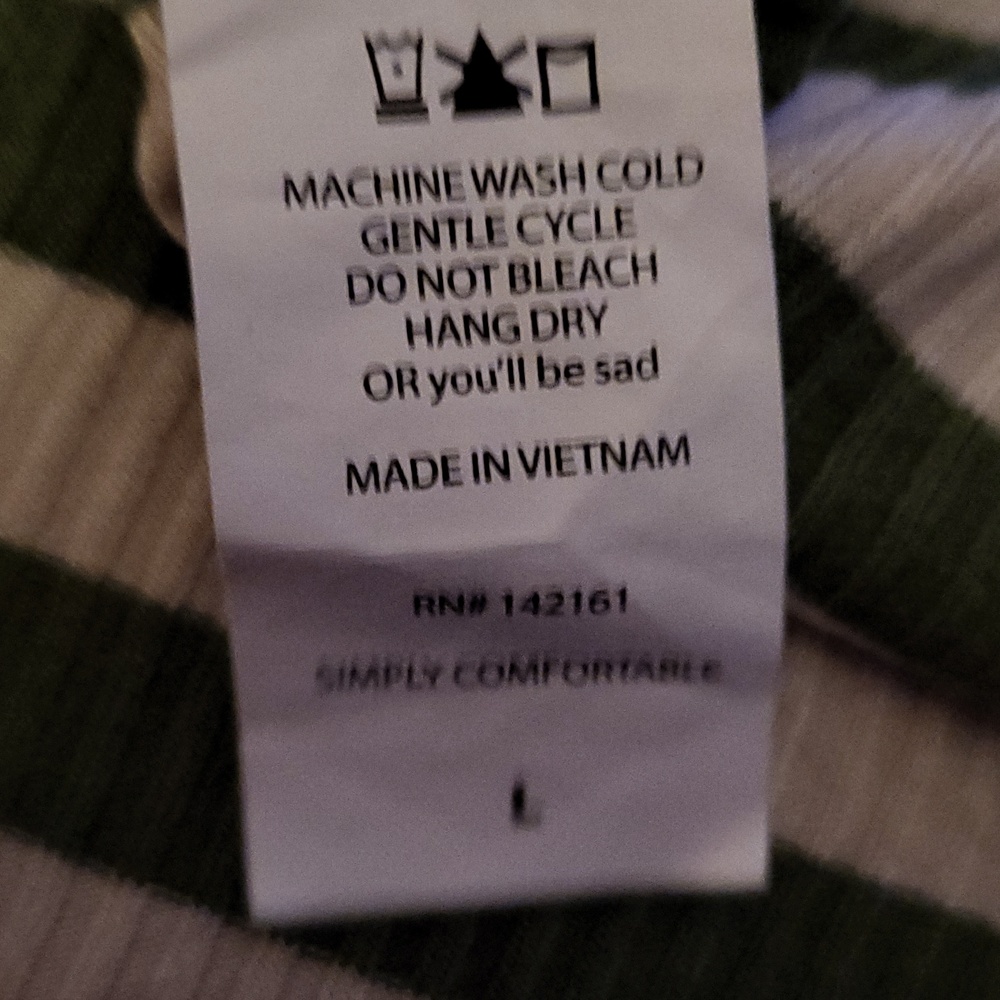 MACHINE WASH COLD
GENTLE CYCLE
DO NOT BLEACH
HANG DRY
OR you'll be sad
MADE IN VIETNAM
RN# 142161
SIMPLY COMFORTABLE
L